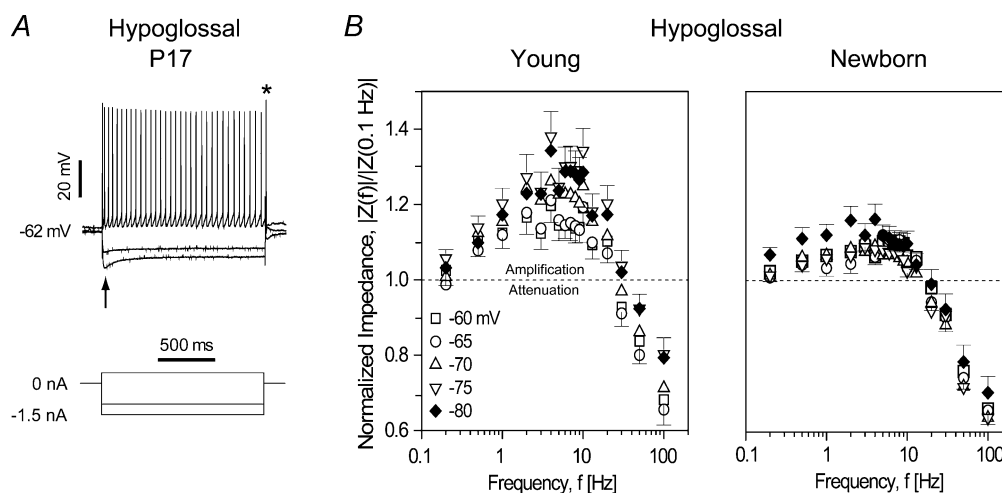 A
Hypoglossal
P17
*
20 mV
-62 mV
500 ms
0 nA
-1.5 nA
B
Hypoglossal
Young
Newborn
Normalized Impedance, |Z(f)|/|Z(0.1 Hz)|
1.4
1.2
1.0
0.8
0.6
Amplification
Attenuation
-60 mV
-65
-70
-75
-80
0.1 1 10 100
Frequency, f [Hz]
0.1 1 10 100
Frequency, f [Hz]